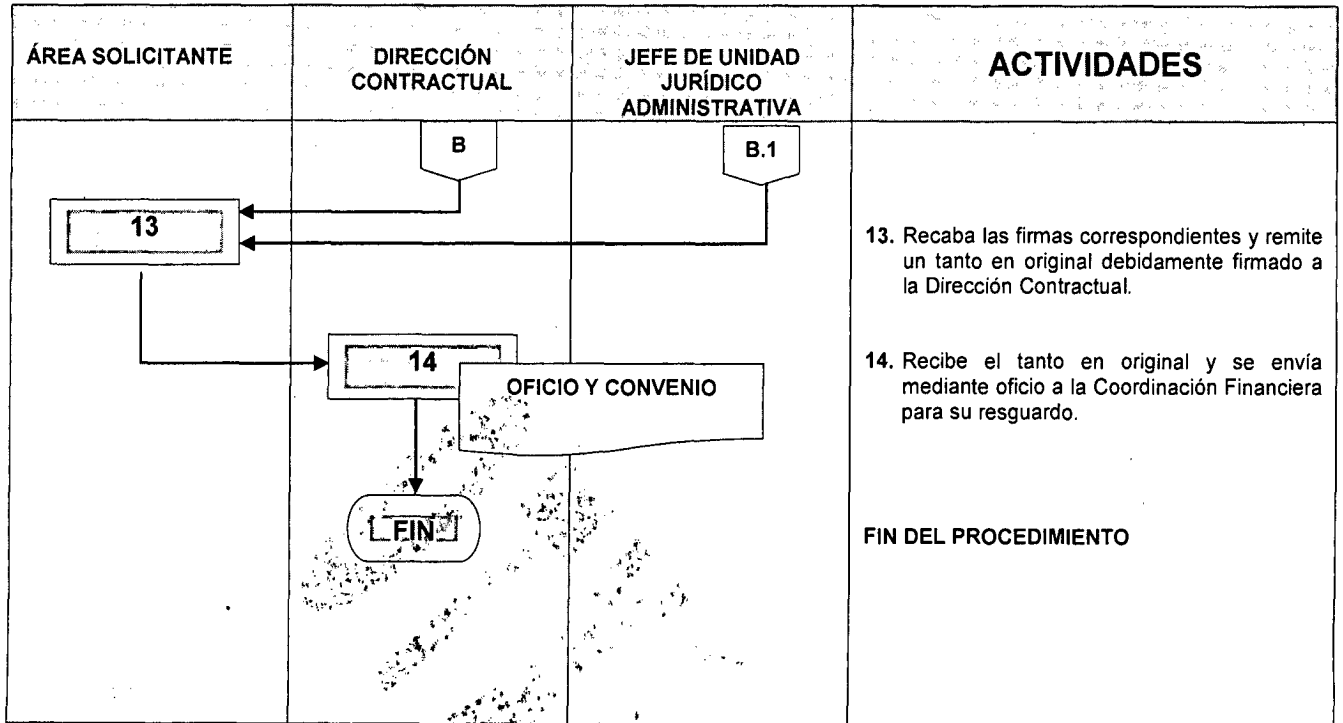 ÁREA SOLICITANTE
DIRECCIÓN
CONTRACTUAL
JEFE DE UNIDAD
JURÍDICO
ADMINISTRATIVA
ACTIVIDADES
B
B.1
13
13. Recaba las firmas correspondientes y remite
un tanto en original debidamente firmado a
la Dirección Contractual.
14
OFICIO Y CONVENIO
14. Recibe el tanto en original y se envía
mediante oficio a la Coordinación Financiera
para su resguardo.
FIN
FIN DEL PROCEDIMIENTO